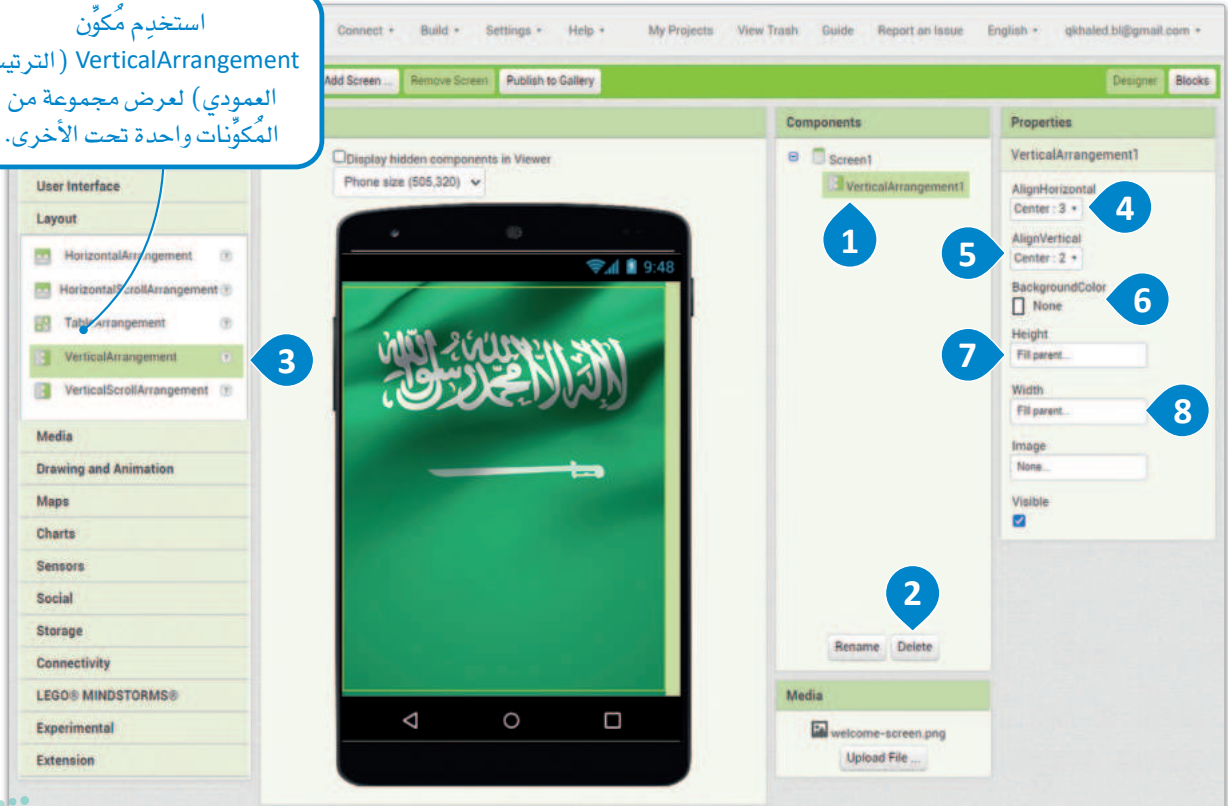 استخدِم مُكوِّن
VerticalArrangement (الترتيب
العمودي) لعرض مجموعة من
المُكوِّنات واحدة تحت الأخرى.
Connect Build Settings Help My Projects View Trash Guide Report an Issue English qkhaled.bl@gmail.com
Add Screen ... Remove Screen Publish to Gallery Designer Blocks
User Interface
Layout
HorizontalArrangement
HorizontalScrollArrangement
TableArrangement
VerticalArrangement
3
VerticalScrollArrangement
Media
Drawing and Animation
Maps
Charts
Sensors
Social
Storage
Connectivity
LEGO® MINDSTORMS®
Experimental
Extension
Display hidden components in Viewer
Phone size (505,320)
9:48
لا إله إلا الله محمد رسول الله
Components
Screen1
VerticalArrangement1
1
2
Rename Delete
Media
welcome-screen.png
Upload File ...
Properties
VerticalArrangement1
AlignHorizontal
Center : 3
4
AlignVertical
5
Center : 2
BackgroundColor
None
6
Height
7
Fill parent...
Width
Fill parent...
8
Image
None...
Visible